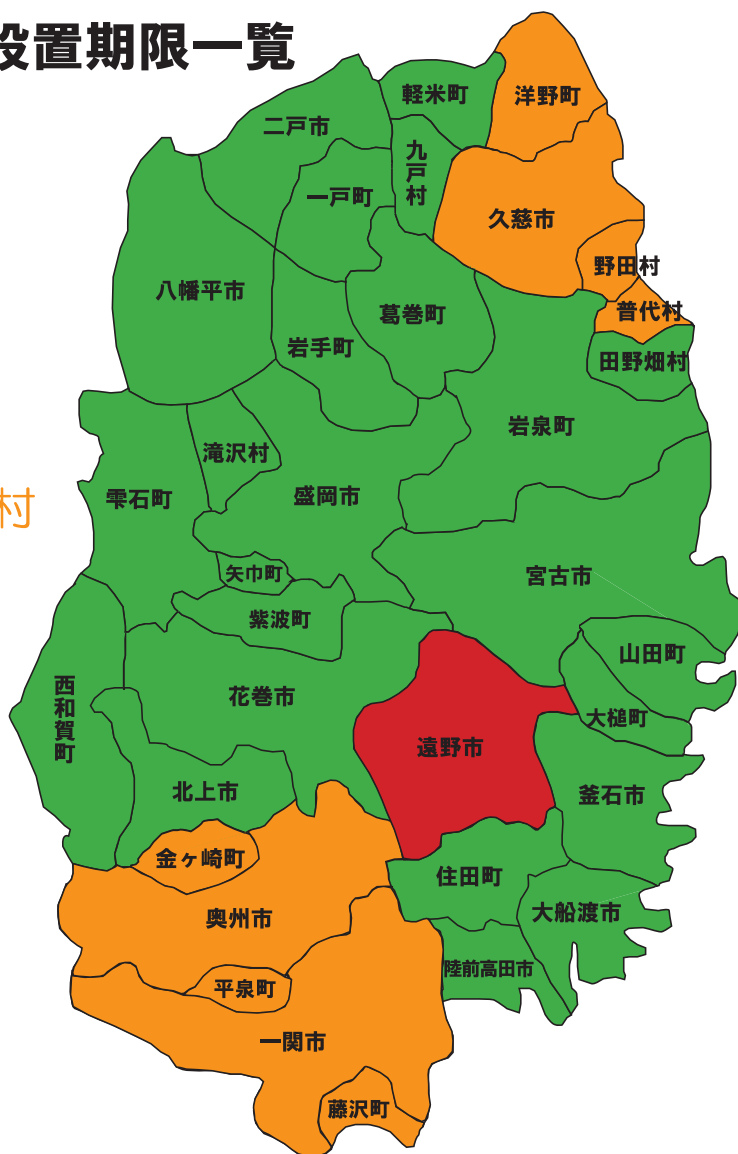 設置期限一覧
軽米町
洋野町
二戸市
九戸村
一戸町
久慈市
野田村
八幡平市
普代村
葛巻町
岩手町
田野畑村
岩泉町
滝沢村
盛岡市
雫石町
村
矢巾町
宮古市
紫波町
山田町
西和賀町
花巻市
大槌町
遠野市
北上市
釜石市
金ヶ崎町
住田町
奥州市
大船渡市
陸前高田市
平泉町
一関市
藤沢町